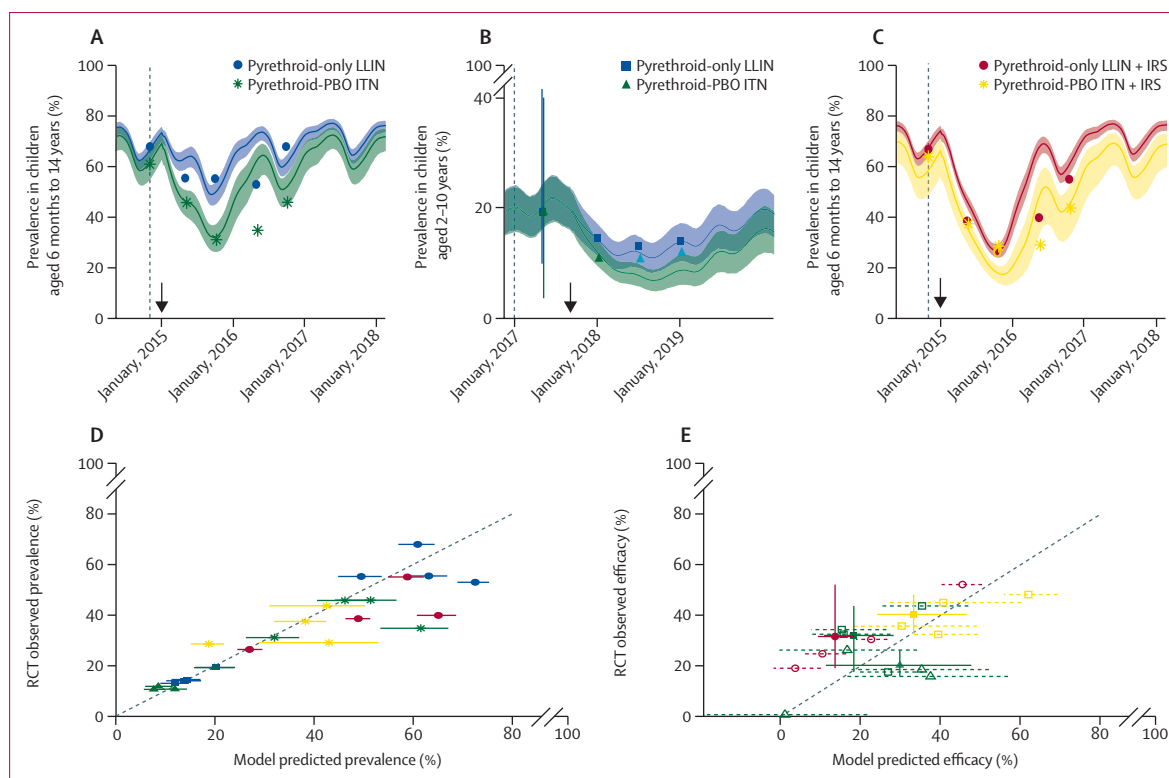 A
Pyrethroid-only LLIN
Pyrethroid-PBO ITN
Prevalence in children
aged 6 months to 14 years (%)
100
80
60
40
20
0
January, 2015
January, 2016
January, 2017
January, 2018
B
Pyrethroid-only LLIN
Pyrethroid-PBO ITN
Prevalence in children
aged 2–10 years (%)
100
40
20
0
January, 2017
January, 2018
January, 2019
C
Pyrethroid-only LLIN + IRS
Pyrethroid-PBO ITN + IRS
Prevalence in children
aged 6 months to 14 years (%)
100
80
60
40
20
0
January, 2015
January, 2016
January, 2017
January, 2018
D
RCT observed prevalence (%)
100
80
60
40
20
0
0 20 40 60 80 100
Model predicted prevalence (%)
E
RCT observed efficacy (%)
100
80
60
40
20
0
0 20 40 60 80 100
Model predicted efficacy (%)